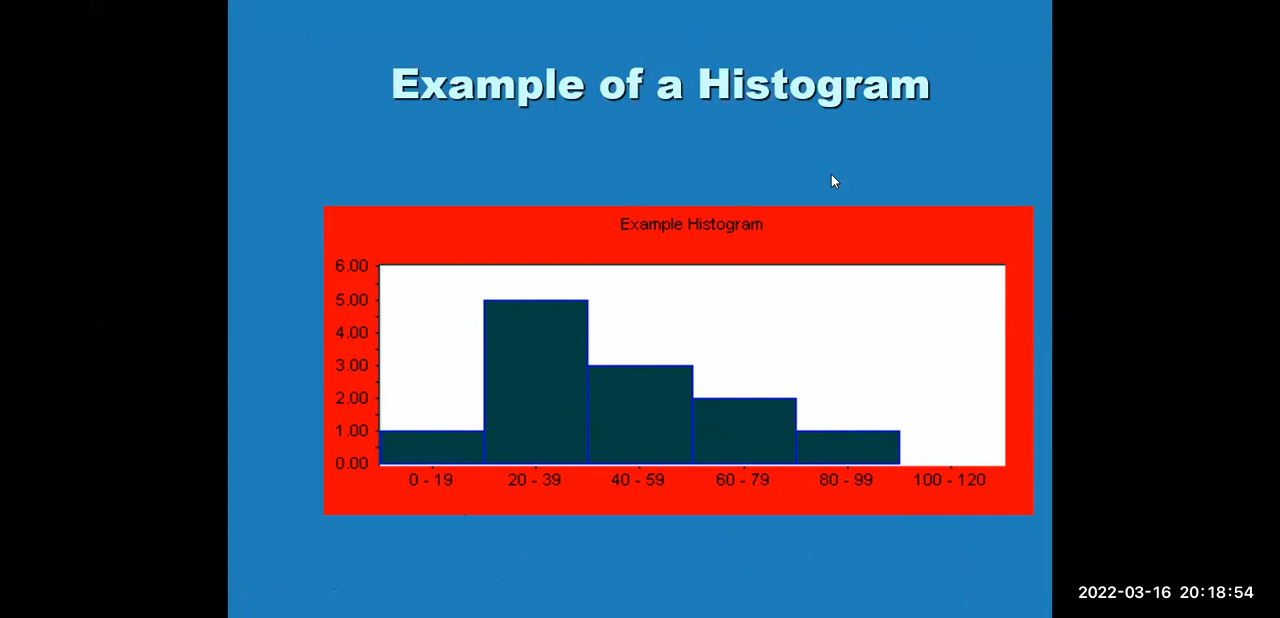 Example of a Histogram
Example Histogram
6.00
5.00
4.00
3.00
2.00
1.00
0.00
0 - 19 20 - 39 40 - 59 60 - 79 80 - 99 100 - 120
2022-03-16 20:18:54